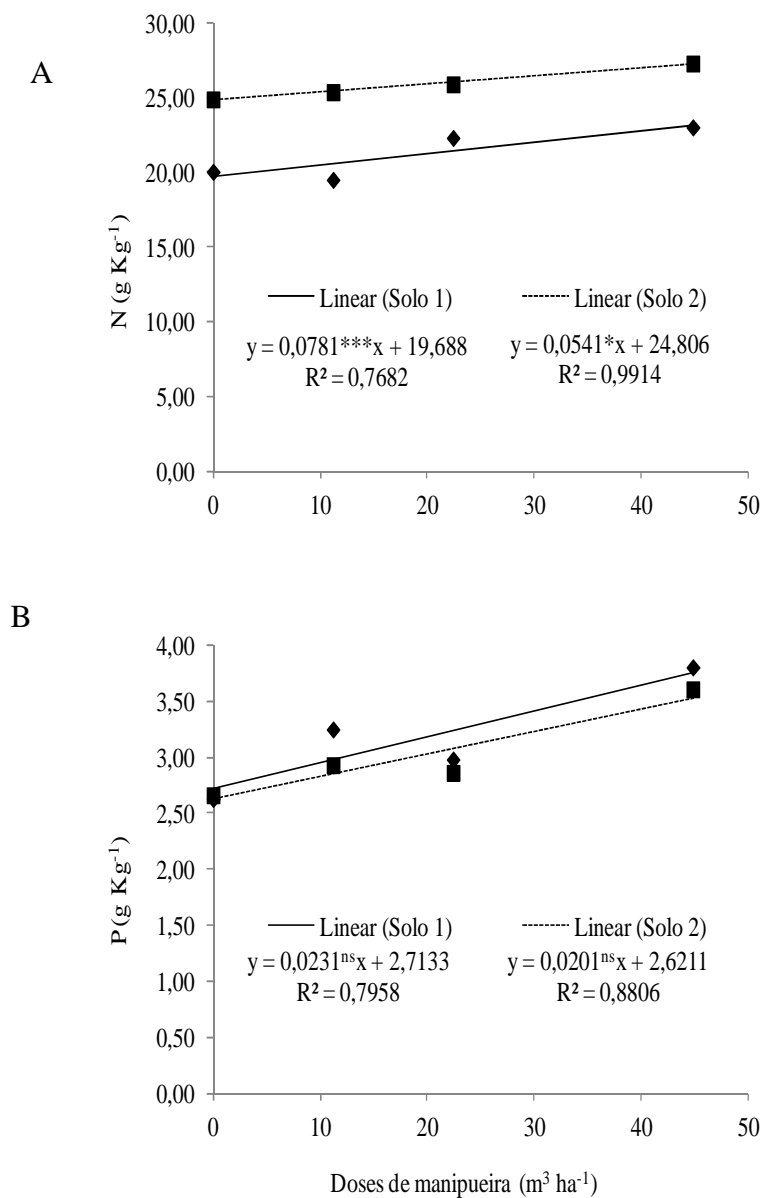 A
30,00
25,00
20,00
15,00
10,00
5,00
0,00
N (g Kg-1)
Linear (Solo 1) Linear (Solo 2)
y = 0,0781***x + 19,688 y = 0,0541*x + 24,806
R² = 0,7682 R² = 0,9914
0 10 20 30 40 50
B
4,00
3,50
3,00
2,50
2,00
1,50
1,00
0,50
0,00
P (g Kg-1)
Linear (Solo 1) Linear (Solo 2)
y = 0,0231nsx + 2,7133 y = 0,0201nsx + 2,6211
R² = 0,7958 R² = 0,8806
0 10 20 30 40 50
Doses de manipueira (m3 ha-1)